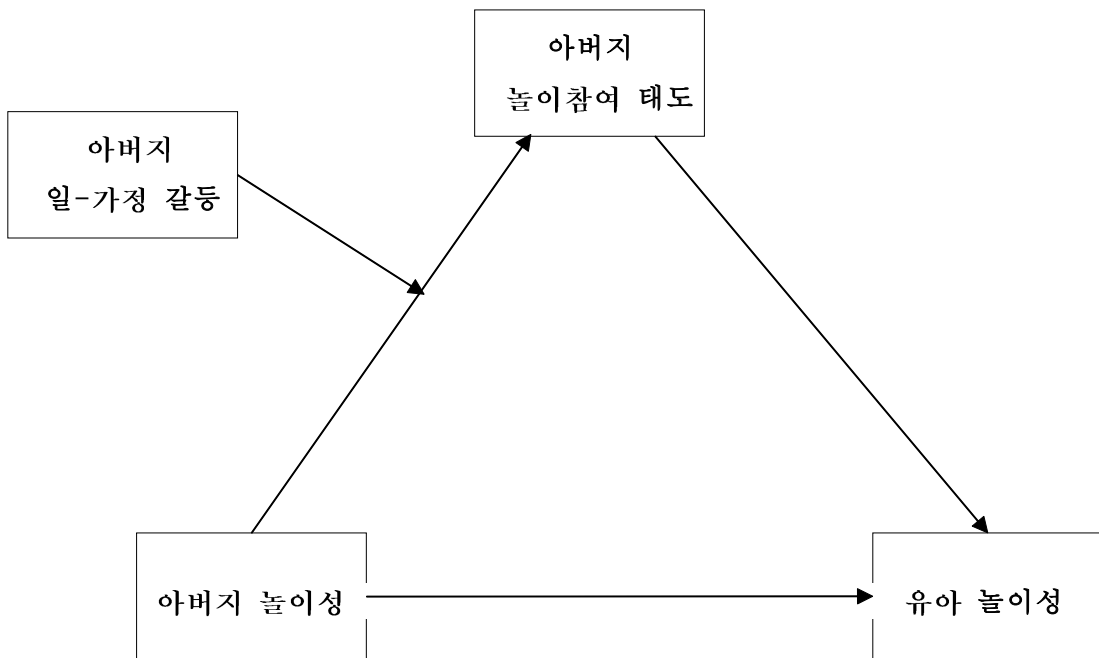 아버지
놀이참여 태도
아버지
일-가정 갈등
아버지 놀이성
유아 놀이성